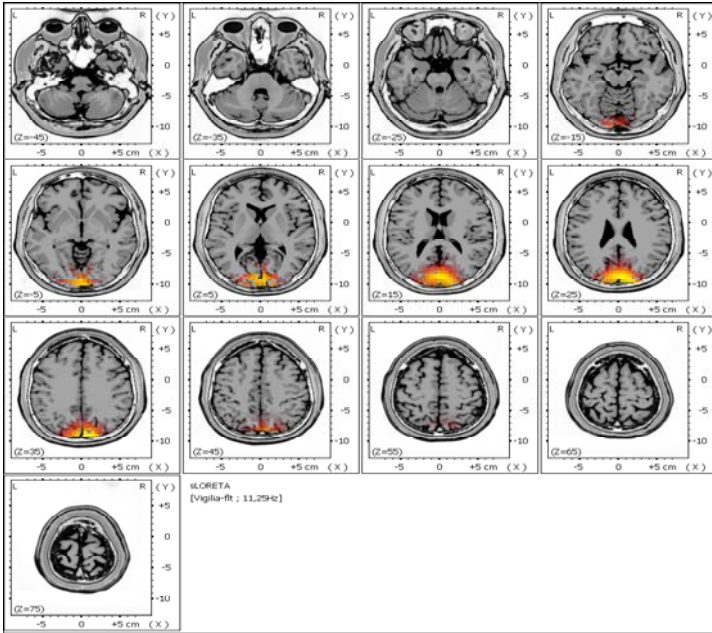 L R (Y) L R (Y) L R (Y) L R (Y)
+5 +5 +5 +5
0 0 0 0
-5 -5 -5 -5
-10 -10 -10 -10
(Z=-45) (Z=-35) (Z=-25) (Z=-15)
-5 0 +5 cm (X) -5 0 +5 cm (X) -5 0 +5 cm (X) -5 0 +5 cm (X)
L R (Y) L R (Y) L R (Y) L R (Y)
+5 +5 +5 +5
0 0 0 0
-5 -5 -5 -5
-10 -10 -10 -10
(Z=-5) (Z=5) (Z=15) (Z=25)
-5 0 +5 cm (X) -5 0 +5 cm (X) -5 0 +5 cm (X) -5 0 +5 cm (X)
L R (Y) L R (Y) L R (Y) L R (Y)
+5 +5 +5 +5
0 0 0 0
-5 -5 -5 -5
-10 -10 -10 -10
(Z=35) (Z=45) (Z=55) (Z=65)
-5 0 +5 cm (X) -5 0 +5 cm (X) -5 0 +5 cm (X) -5 0 +5 cm (X)
L R (Y)
sLORETA
[Vigilia-flt ; 11,25Hz]
+5
0
-5
-10
(Z=75)
-5 0 +5 cm (X)